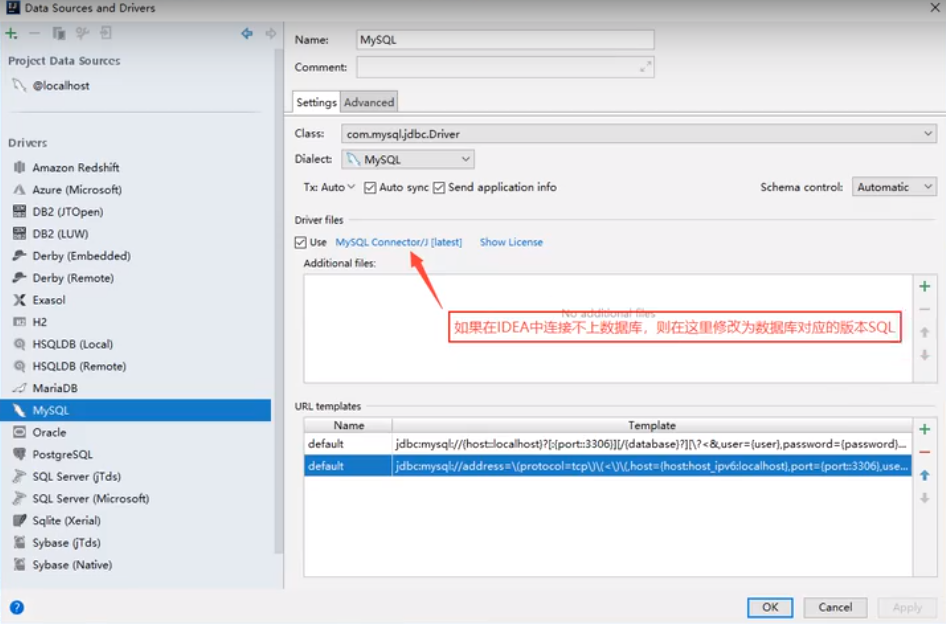 Data Sources and Drivers
Project Data Sources
@localhost
Drivers
Amazon Redshift
Azure (Microsoft)
DB2 (JTOpen)
DB2 (LUW)
Derby (Embedded)
Derby (Remote)
Exasol
H2
HSQLDB (Local)
HSQLDB (Remote)
MariaDB
MySQL
Oracle
PostgreSQL
SQL Server (jTds)
SQL Server (Microsoft)
Sqlite (Xerial)
Sybase (jTds)
Sybase (Native)
Name: MySQL
Comment:
Settings Advanced
Class: com.mysql.jdbc.Driver
Dialect: MySQL
Tx: Auto Auto sync Send application info Schema control: Automatic
Driver files
Use MySQL Connector/J [latest] Show License
Additional files:
No additional files
如果在IDEA中连接不上数据库，则在这里修改为数据库对应的版本SQL
URL templates
Name Template
default jdbc:mysql://{host::localhost}?[:{port::3306}][/{database}?][\?<&,user={user},password={password}...
default jdbc:mysql://address=\(protocol=tcp\)\(<\)\(,host={host:host_ipv6:localhost},port={port::3306},use...
? OK Cancel Apply